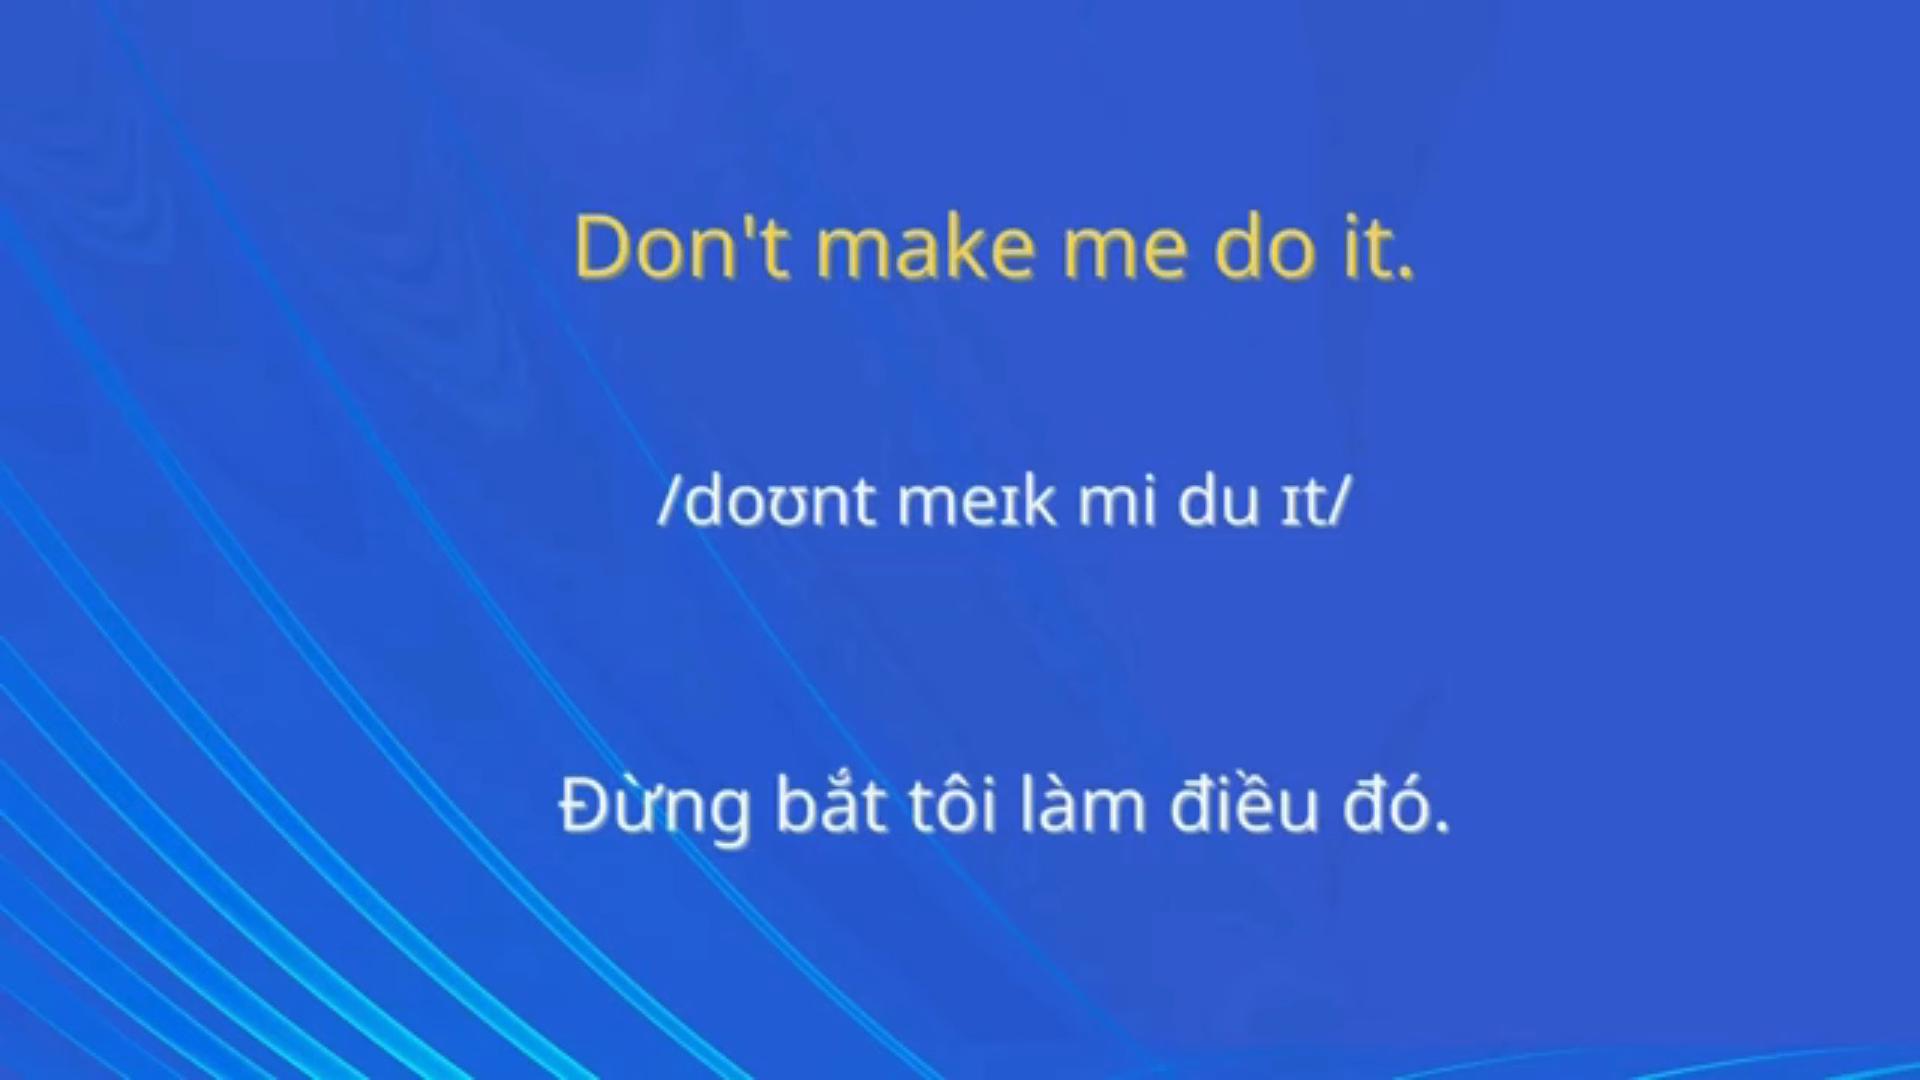 Don't make me do it.
/doʊnt meɪk mi du ɪt/
Đừng bắt tôi làm điều đó.